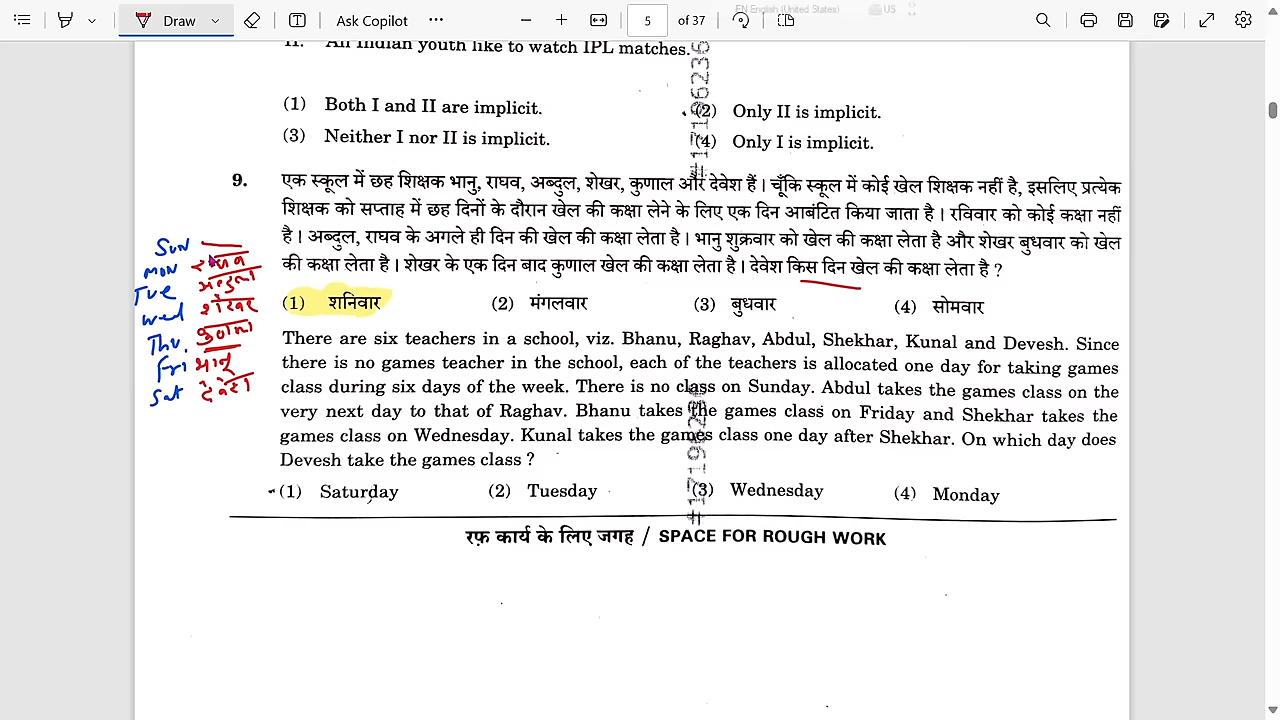 Draw
Ask Copilot
5 of 37
EN English (United States) US
II. All Indian youth like to watch IPL matches.
(1) Both I and II are implicit. (2) Only II is implicit.
(3) Neither I nor II is implicit. (4) Only I is implicit.
9. एक स्कूल में छह शिक्षक भानु, राघव, अब्दुल, शेखर, कुणाल और देवेश हैं। चूँकि स्कूल में कोई खेल शिक्षक नहीं है, इसलिए प्रत्येक
शिक्षक को सप्ताह में छह दिनों के दौरान खेल की कक्षा लेने के लिए एक दिन आबंटित किया जाता है। रविवार को कोई कक्षा नहीं
है। अब्दुल, राघव के अगले ही दिन की खेल की कक्षा लेता है। भानु शुक्रवार को खेल की कक्षा लेता है और शेखर बुधवार को खेल
की कक्षा लेता है। शेखर के एक दिन बाद कुणाल खेल की कक्षा लेता है। देवेश किस दिन खेल की कक्षा लेता है ?
Sun
Mon राघव
Tue अब्दुल
Wed शेखर
Thu. कुणाल
Fri भानू
Sat देवेश
(1) शनिवार (2) मंगलवार (3) बुधवार (4) सोमवार
There are six teachers in a school, viz. Bhanu, Raghav, Abdul, Shekhar, Kunal and Devesh. Since
there is no games teacher in the school, each of the teachers is allocated one day for taking games
class during six days of the week. There is no class on Sunday. Abdul takes the games class on the
very next day to that of Raghav. Bhanu takes the games class on Friday and Shekhar takes the
games class on Wednesday. Kunal takes the games class one day after Shekhar. On which day does
Devesh take the games class ?
(1) Saturday (2) Tuesday (3) Wednesday (4) Monday
रफ़ कार्य के लिए जगह / SPACE FOR ROUGH WORK